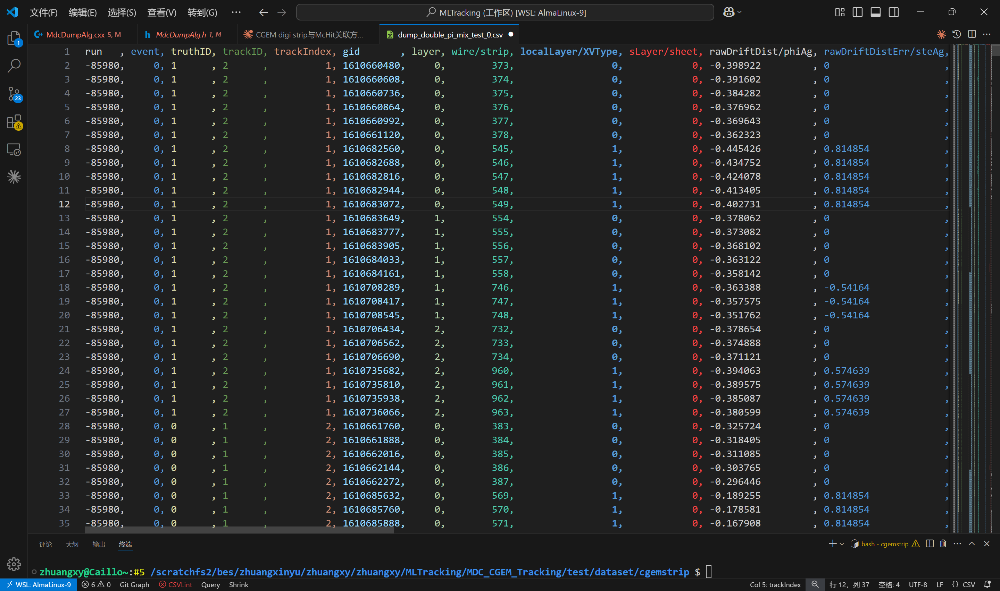 文件(F) 编辑(E) 选择(S) 查看(V) 转到(G) ··· MLTracking (工作区) [WSL: AlmaLinux-9]
MdcDumpAlg.cxx 5, M MdcDumpAlg.h 1, M CGEM digi strip与McHit关联方... dump_double_pi_mix_test_0.csv
1 run , event, truthID, trackID, trackIndex, gid , layer, wire/strip, localLayer/XVType, sLayer/sheet, rawDriftDist/phiAg, rawDriftDistErr/steAg,
2 -85980, 0, 1 , 2 , 1, 1610660480, 0, 373, 0, 0, -0.398922 , 0 ,
3 -85980, 0, 1 , 2 , 1, 1610660608, 0, 374, 0, 0, -0.391602 , 0 ,
4 -85980, 0, 1 , 2 , 1, 1610660736, 0, 375, 0, 0, -0.384282 , 0 ,
5 -85980, 0, 1 , 2 , 1, 1610660864, 0, 376, 0, 0, -0.376962 , 0 ,
6 -85980, 0, 1 , 2 , 1, 1610660992, 0, 377, 0, 0, -0.369643 , 0 ,
7 -85980, 0, 1 , 2 , 1, 1610661120, 0, 378, 0, 0, -0.362323 , 0 ,
8 -85980, 0, 1 , 2 , 1, 1610682560, 0, 545, 1, 0, -0.445426 , 0.814854 ,
9 -85980, 0, 1 , 2 , 1, 1610682688, 0, 546, 1, 0, -0.434752 , 0.814854 ,
10 -85980, 0, 1 , 2 , 1, 1610682816, 0, 547, 1, 0, -0.424078 , 0.814854 ,
11 -85980, 0, 1 , 2 , 1, 1610682944, 0, 548, 1, 0, -0.413405 , 0.814854 ,
12 -85980, 0, 1 , 2 , 1, 1610683072, 0, 549, 1, 0, -0.402731 , 0.814854 ,
13 -85980, 0, 1 , 2 , 1, 1610683649, 1, 554, 0, 0, -0.378062 , 0 ,
14 -85980, 0, 1 , 2 , 1, 1610683777, 1, 555, 0, 0, -0.373082 , 0 ,
15 -85980, 0, 1 , 2 , 1, 1610683905, 1, 556, 0, 0, -0.368102 , 0 ,
16 -85980, 0, 1 , 2 , 1, 1610684033, 1, 557, 0, 0, -0.363122 , 0 ,
17 -85980, 0, 1 , 2 , 1, 1610684161, 1, 558, 0, 0, -0.358142 , 0 ,
18 -85980, 0, 1 , 2 , 1, 1610708289, 1, 746, 1, 0, -0.363388 , -0.54164 ,
19 -85980, 0, 1 , 2 , 1, 1610708417, 1, 747, 1, 0, -0.357575 , -0.54164 ,
20 -85980, 0, 1 , 2 , 1, 1610708545, 1, 748, 1, 0, -0.351762 , -0.54164 ,
21 -85980, 0, 1 , 2 , 1, 1610706434, 2, 732, 0, 0, -0.378654 , 0 ,
22 -85980, 0, 1 , 2 , 1, 1610706562, 2, 733, 0, 0, -0.374888 , 0 ,
23 -85980, 0, 1 , 2 , 1, 1610706690, 2, 734, 0, 0, -0.371121 , 0 ,
24 -85980, 0, 1 , 2 , 1, 1610735682, 2, 960, 1, 0, -0.394063 , 0.574639 ,
25 -85980, 0, 1 , 2 , 1, 1610735810, 2, 961, 1, 0, -0.389575 , 0.574639 ,
26 -85980, 0, 1 , 2 , 1, 1610735938, 2, 962, 1, 0, -0.385087 , 0.574639 ,
27 -85980, 0, 1 , 2 , 1, 1610736066, 2, 963, 1, 0, -0.380599 , 0.574639 ,
28 -85980, 0, 0 , 1 , 2, 1610661760, 0, 383, 0, 0, -0.325724 , 0 ,
29 -85980, 0, 0 , 1 , 2, 1610661888, 0, 384, 0, 0, -0.318405 , 0 ,
30 -85980, 0, 0 , 1 , 2, 1610662016, 0, 385, 0, 0, -0.311085 , 0 ,
31 -85980, 0, 0 , 1 , 2, 1610662144, 0, 386, 0, 0, -0.303765 , 0 ,
32 -85980, 0, 0 , 1 , 2, 1610662272, 0, 387, 0, 0, -0.296446 , 0 ,
33 -85980, 0, 0 , 1 , 2, 1610685632, 0, 569, 1, 0, -0.189255 , 0.814854 ,
34 -85980, 0, 0 , 1 , 2, 1610685760, 0, 570, 1, 0, -0.178581 , 0.814854 ,
35 -85980, 0, 0 , 1 , 2, 1610685888, 0, 571, 1, 0, -0.167908 , 0.814854 ,
1
23
评论 大纲 输出 终端 bash - cgemstrip
zhuangxy@Caillo~:#5 /scratchfs2/bes/zhuangxinyu/zhuangxy/zhuangxy/MLTracking/MDC_CGEM_Tracking/test/dataset/cgemstrip $
WSL: AlmaLinux-9 6 0 Git Graph CSVLint Query Shrink Col 5: trackIndex 行 12, 列 37 空格: 4 UTF-8 LF {} CSV